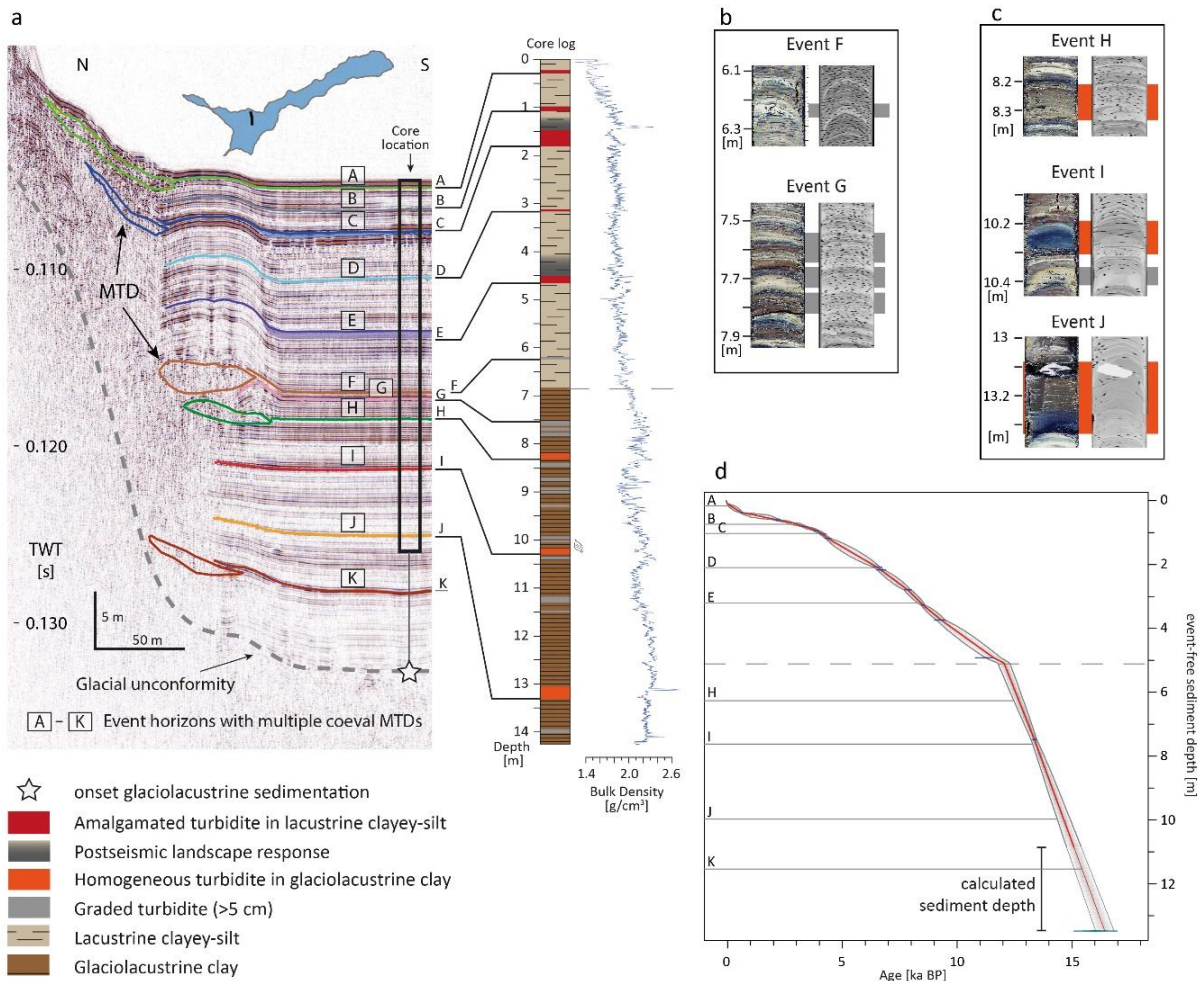 a
N
S
Core
location
A
B
C
D
E
F
G
H
I
J
K
A
B
C
D
E
F
G
H
I
J
K
MTD
0.110
0.120
0.130
TWT
[s]
5 m
50 m
Glacial unconformity
A - K Event horizons with multiple coeval MTDs
Core log
0
1
2
3
4
5
6
7
8
9
10
11
12
13
14
Depth
[m]
1.4 2.0 2.6
Bulk Density
[g/cm³]
b
Event F
6.1
6.3
[m]
Event G
7.5
7.7
7.9
[m]
c
Event H
8.2
8.3
[m]
Event I
10.2
10.4
[m]
Event J
13
13.2
[m]
d
A
B
C
D
E
H
I
J
K
calculated
sediment depth
0
2
4
6
8
10
12
event-free sediment depth [m]
0 5 10 15
Age [ka BP]
onset glaciolacustrine sedimentation
Amalgamated turbidite in lacustrine clayey-silt
Postseismic landscape response
Homogeneous turbidite in glaciolacustrine clay
Graded turbidite (>5 cm)
Lacustrine clayey-silt
Glaciolacustrine clay